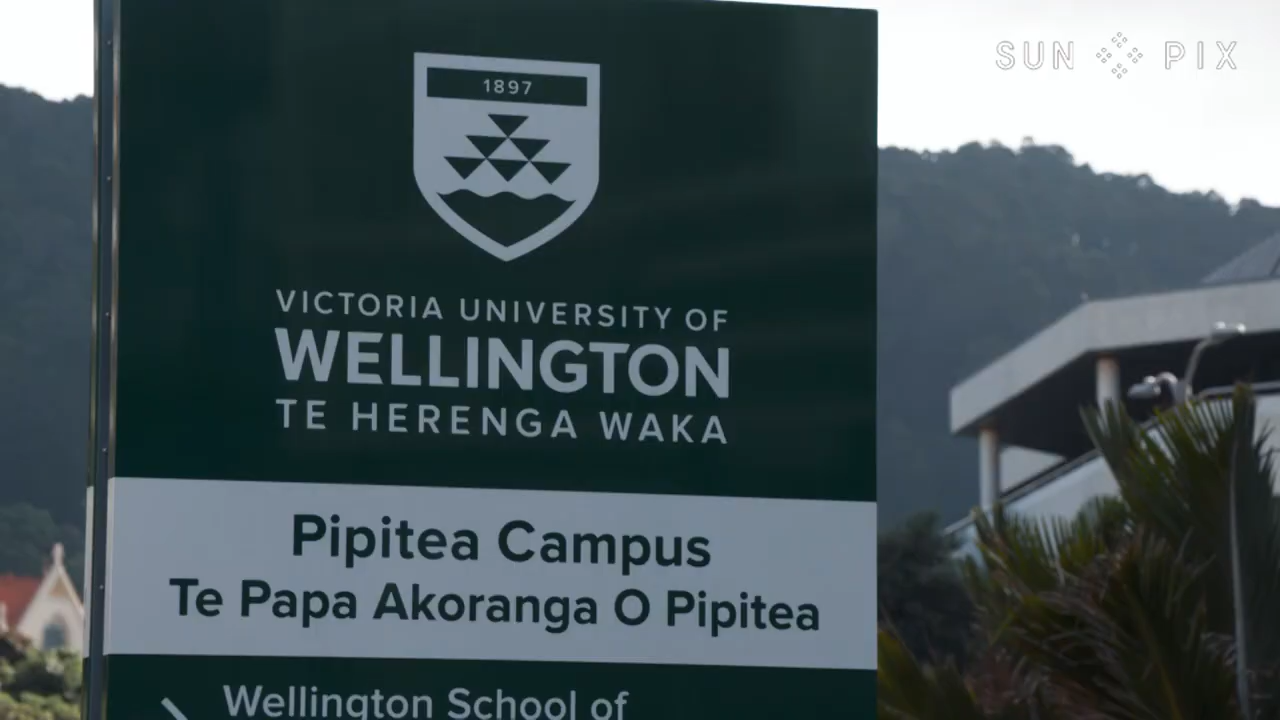 SUN PIX
1897
VICTORIA UNIVERSITY OF
WELLINGTON
TE HERENGA WAKA
Pipitea Campus
Te Papa Akoranga O Pipitea
Wellington School of